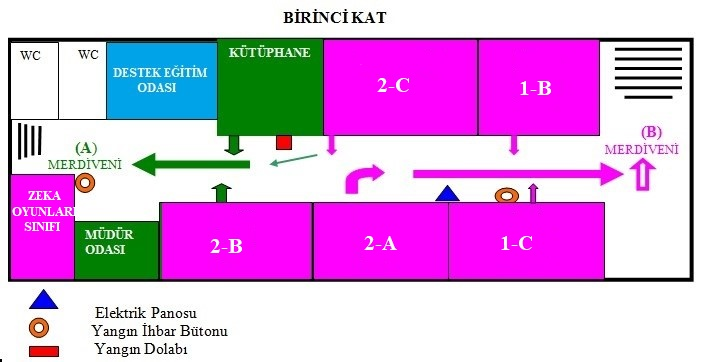 BİRİNCİ KAT
WC
WC
DESTEK EĞİTİM
ODASI
KÜTÜPHANE
2-C
1-B
(A)
MERDİVENİ
(B)
MERDİVENİ
ZEKA
OYUNLARI
SINIFI
MÜDÜR
ODASI
2-B
2-A
1-C
Elektrik Panosu
Yangın İhbar Bütonu
Yangın Dolabı